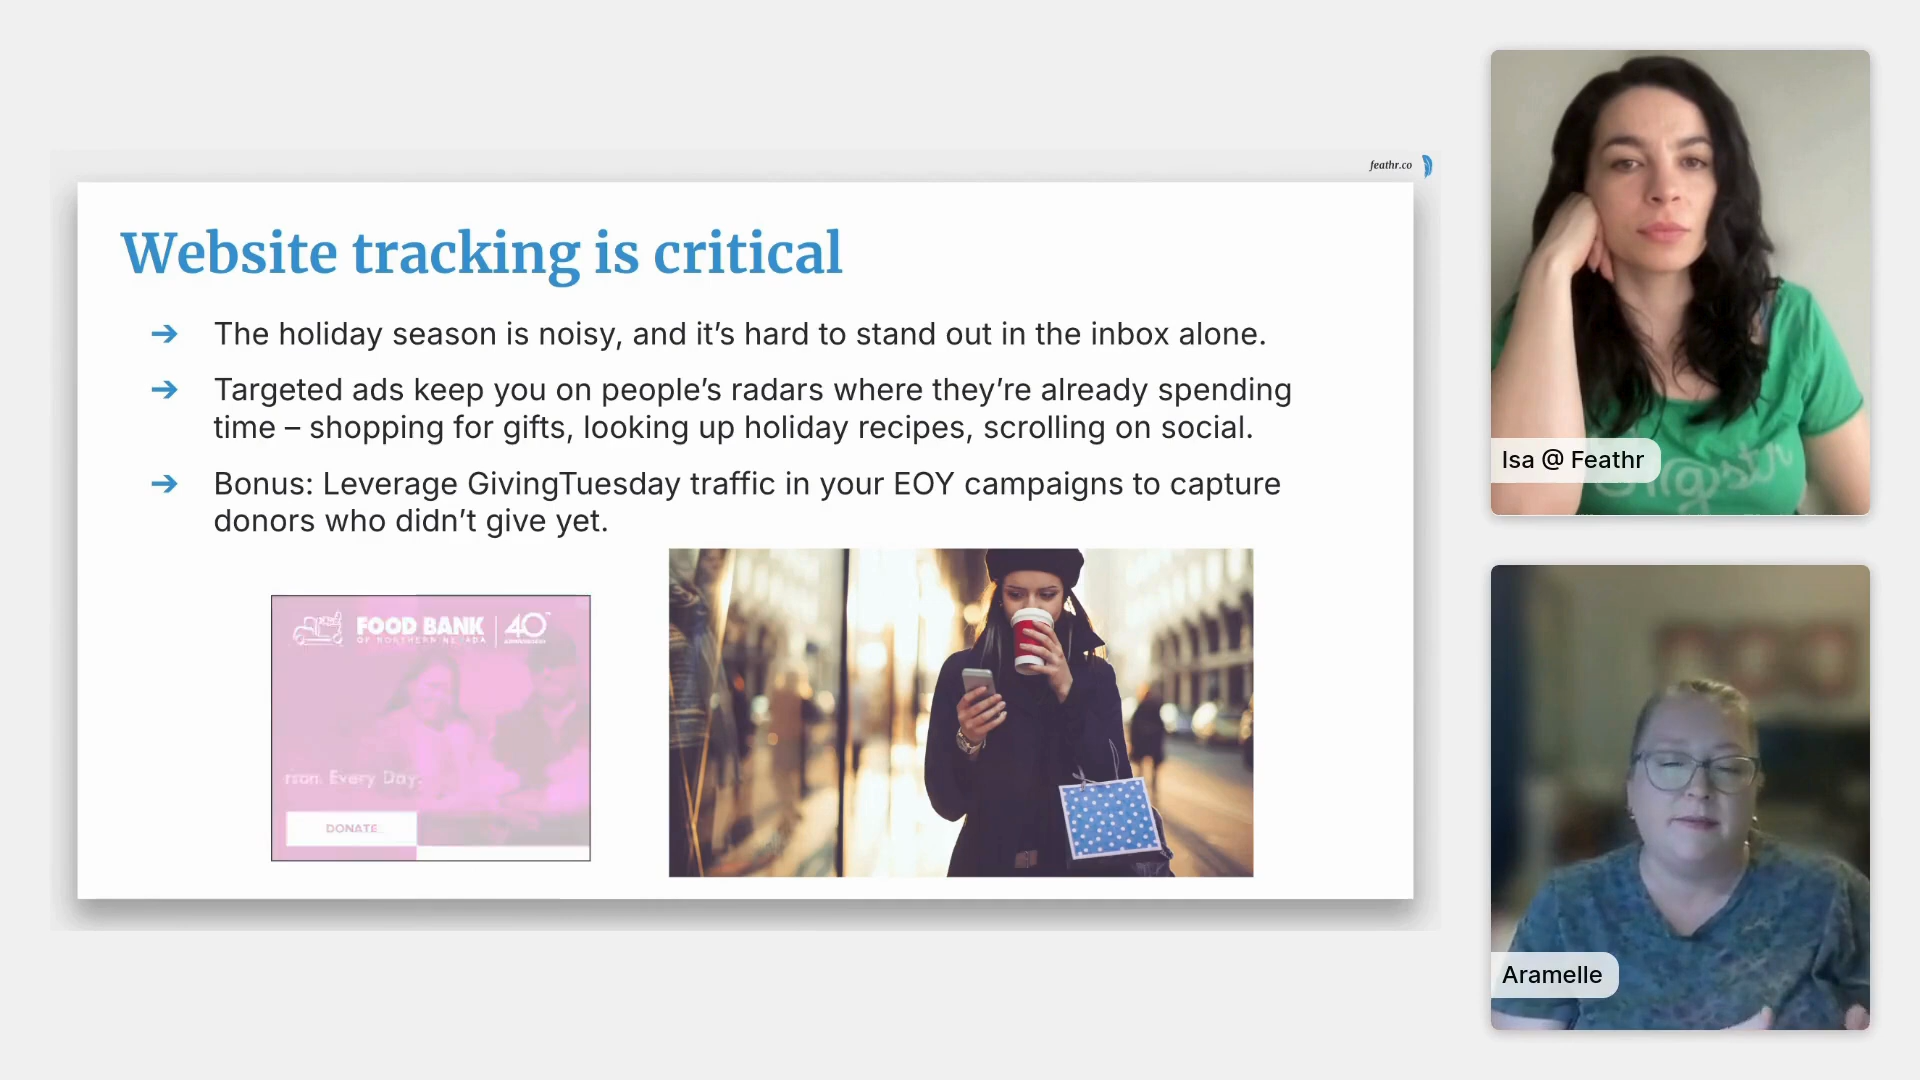 feathr.co
Website tracking is critical
➔ The holiday season is noisy, and it’s hard to stand out in the inbox alone.
➔ Targeted ads keep you on people’s radars where they’re already spending
time – shopping for gifts, looking up holiday recipes, scrolling on social.
➔ Bonus: Leverage GivingTuesday traffic in your EOY campaigns to capture
donors who didn’t give yet.
FOOD BANK | 40
OF NORTHERN NEVADA
Every Day.
DONATE
Isa @ Feathr
Aramelle